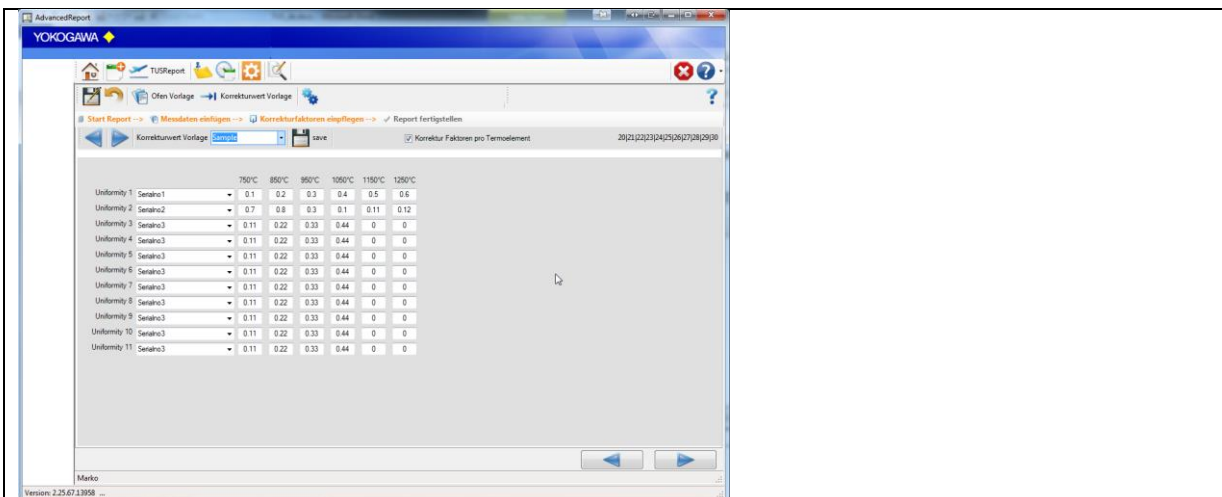 AdvancedReport
YOKOGAWA
TUSReport
Ofen Vorlage Korrekturwert Vorlage
?
Start Report --> Messdaten einfügen --> Korrekturfaktoren einpflegen --> Report fertigstellen
Korrekturwert Vorlage Sample save Korrektur Faktoren pro Termoelement 20|21|22|23|24|25|26|27|28|29|30
750°C 850°C 950°C 1050°C 1150°C 1250°C
Uniformity 1 Serialno1 0.1 0.2 0.3 0.4 0.5 0.6
Uniformity 2 Serialno2 0.7 0.8 0.3 0.1 0.11 0.12
Uniformity 3 Serialno3 0.11 0.22 0.33 0.44 0 0
Uniformity 4 Serialno3 0.11 0.22 0.33 0.44 0 0
Uniformity 5 Serialno3 0.11 0.22 0.33 0.44 0 0
Uniformity 6 Serialno3 0.11 0.22 0.33 0.44 0 0
Uniformity 7 Serialno3 0.11 0.22 0.33 0.44 0 0
Uniformity 8 Serialno3 0.11 0.22 0.33 0.44 0 0
Uniformity 9 Serialno3 0.11 0.22 0.33 0.44 0 0
Uniformity 10 Serialno3 0.11 0.22 0.33 0.44 0 0
Uniformity 11 Serialno3 0.11 0.22 0.33 0.44 0 0
Marko
Version: 2.25.67.13958 ...